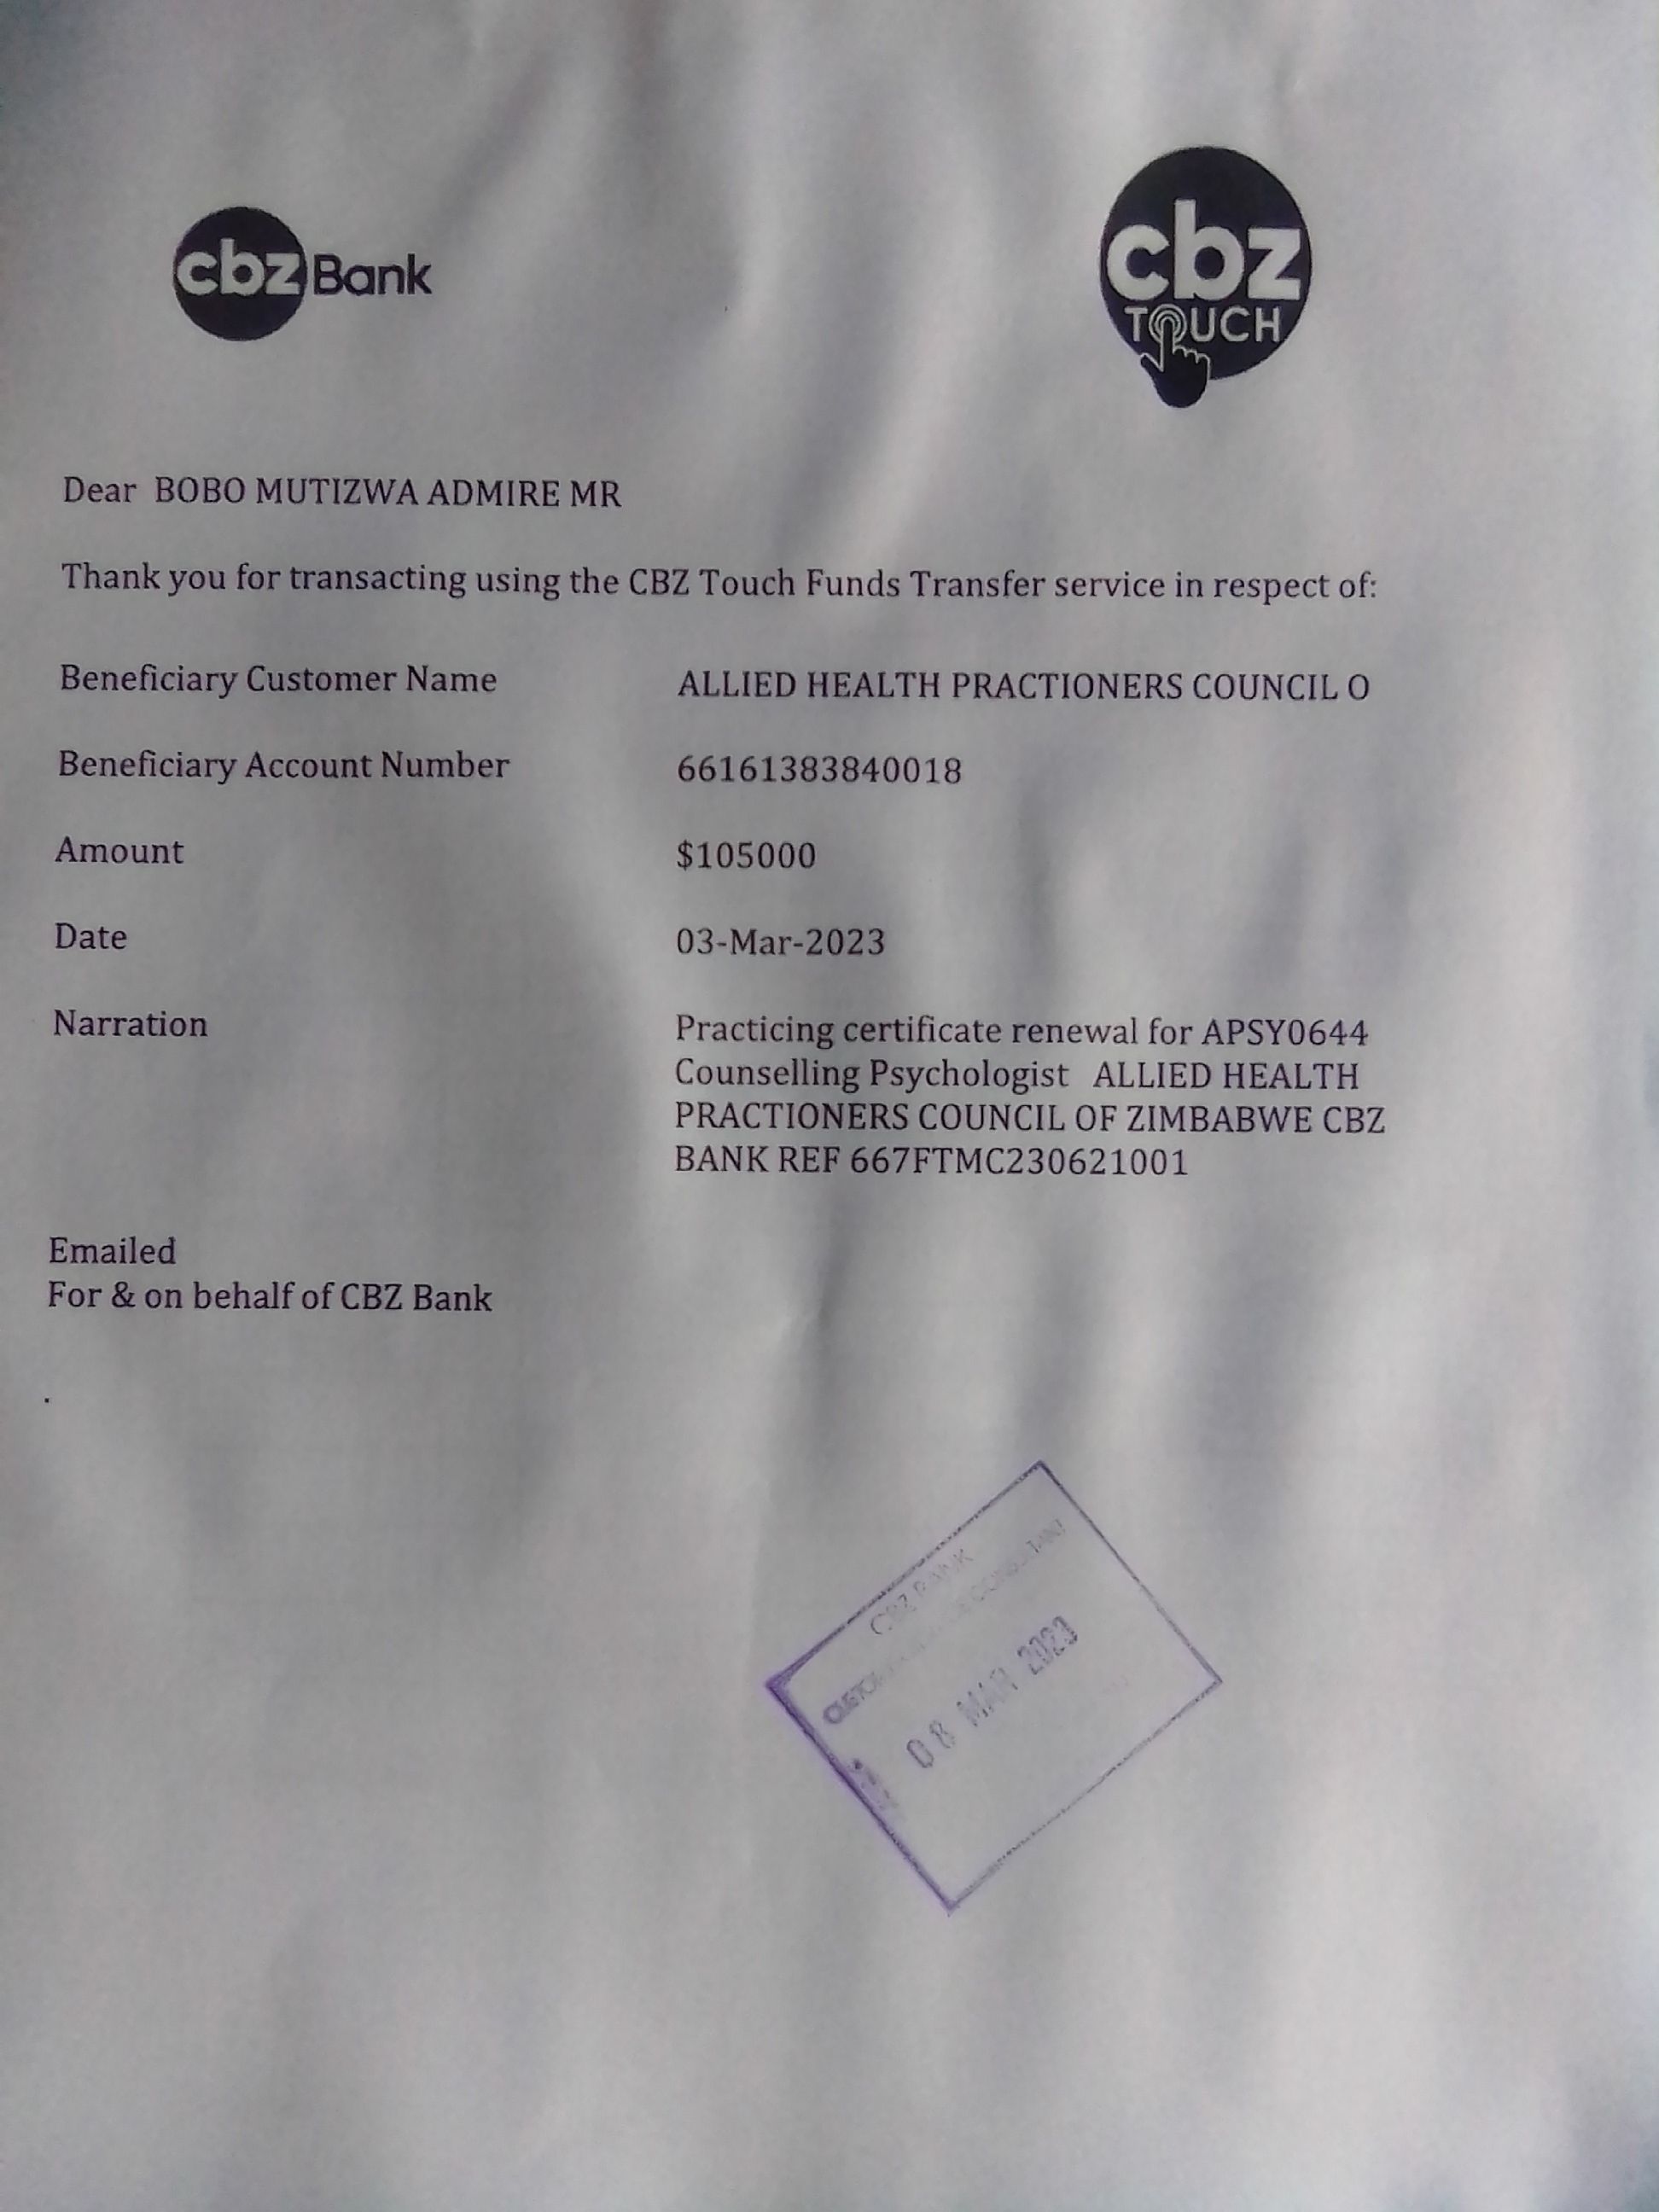 cbz Bank
cbz
TOUCH
Dear BOBO MUTIZWA ADMIRE MR
Thank you for transacting using the CBZ Touch Funds Transfer service in respect of:
Beneficiary Customer Name ALLIED HEALTH PRACTIONERS COUNCIL O
Beneficiary Account Number 66161383840018
Amount $105000
Date 03-Mar-2023
Narration Practicing certificate renewal for APSY0644
Counselling Psychologist ALLIED HEALTH
PRACTIONERS COUNCIL OF ZIMBABWE CBZ
BANK REF 667FTMC230621001
Emailed
For & on behalf of CBZ Bank
CBZ BANK
CONSULTANT
08 MAR 2023